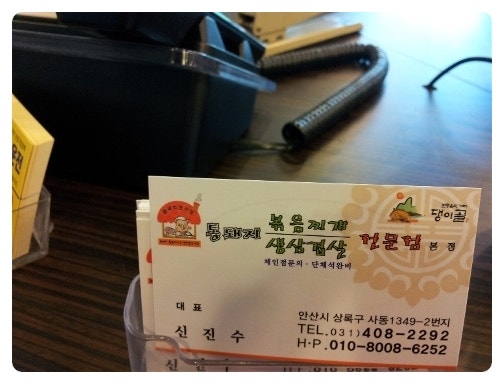 통돼지 볶음찌개 생삼겹살 전문점 본점
댕이골
체인점문의 · 단체석완비
대표
신진수
안산시 상록구 사동1349-2번지
TEL.031)408-2292
H·P.010-8008-6252